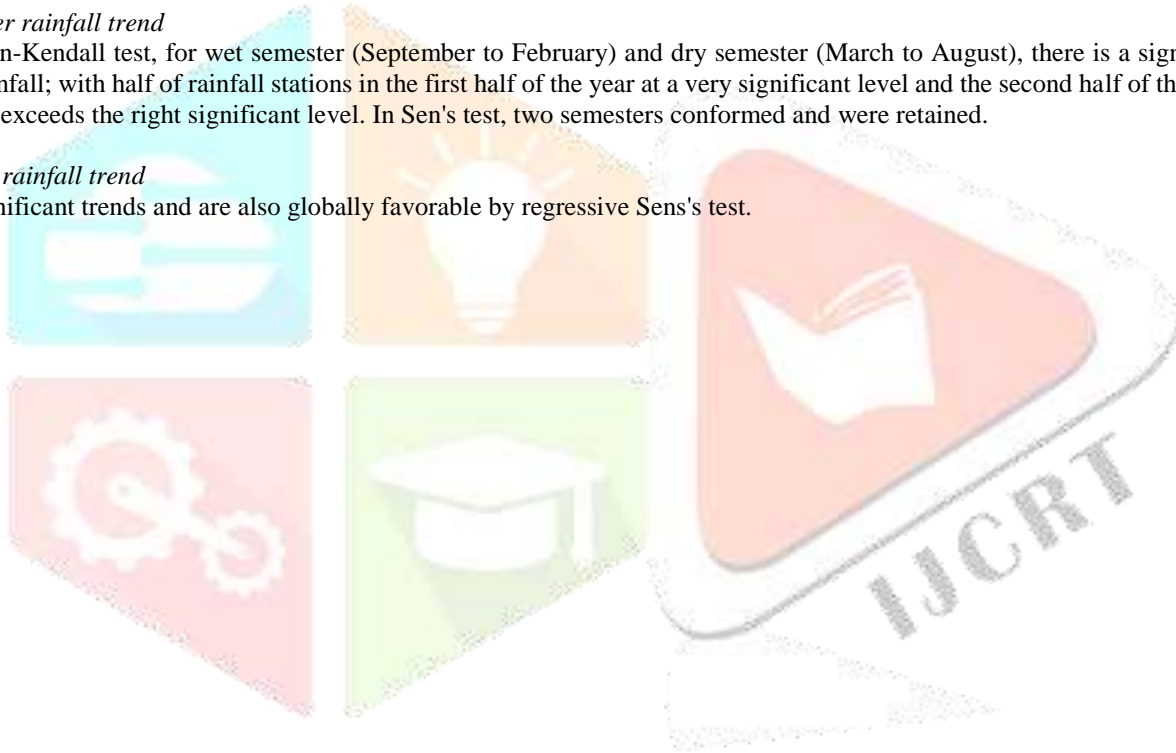 er rainfall trend
n-Kendall test, for wet semester (September to February) and dry semester (March to August), there is a sign
nfall; with half of rainfall stations in the first half of the year at a very significant level and the second half of th
exceeds the right significant level. In Sen's test, two semesters conformed and were retained.
rainfall trend
nificant trends and are also globally favorable by regressive Sens's test.
IJCRT